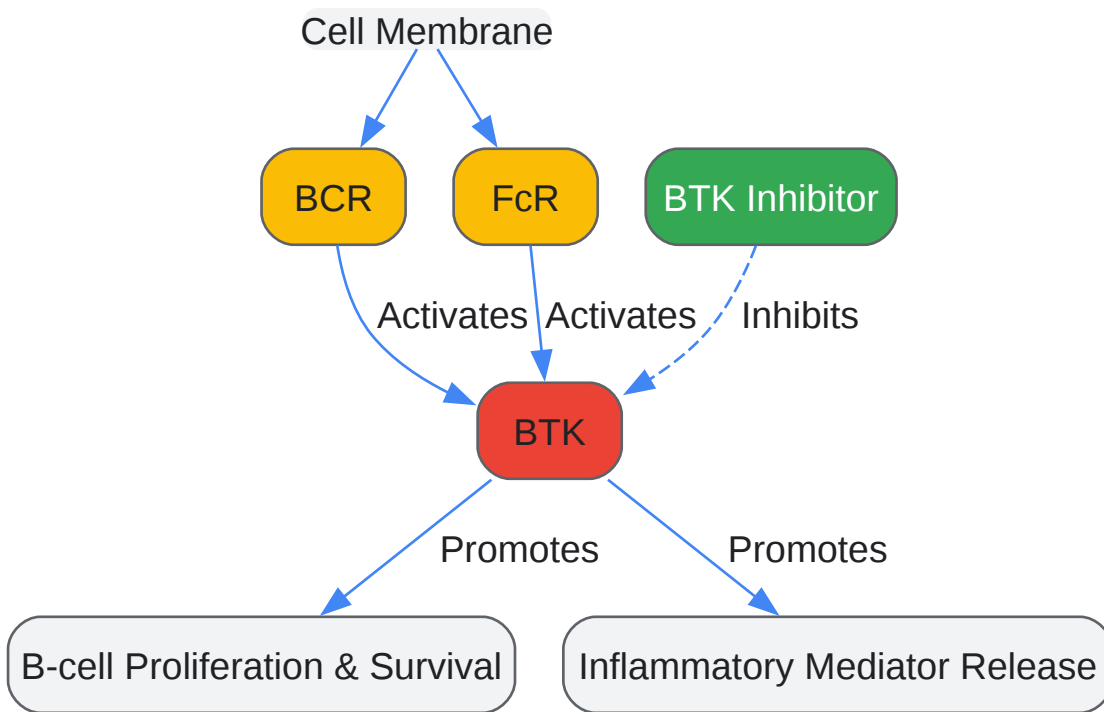 Cell Membrane
BCR
FcR
BTK Inhibitor
Activates
Activates
Inhibits
BTK
Promotes
Promotes
B-cell Proliferation & Survival
Inflammatory Mediator Release